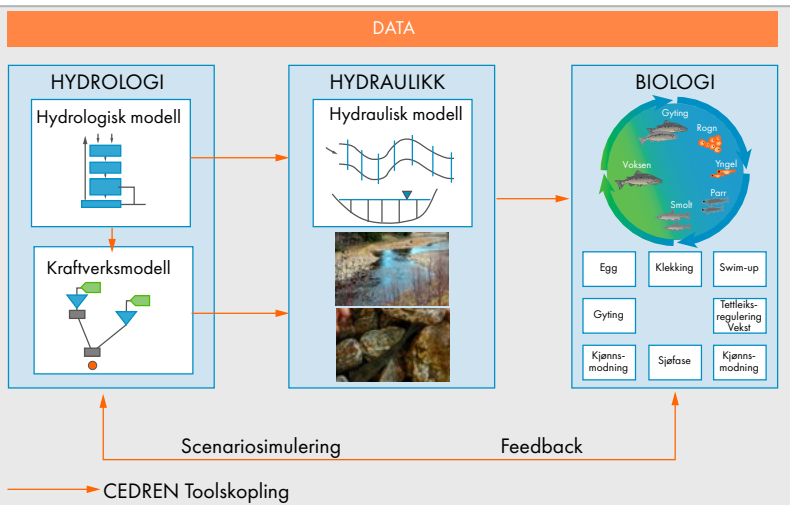 DATA
HYDROLOGI
Hydrologisk modell
Kraftverksmodell
HYDRAULIKK
Hydraulisk modell
BIOLOGI
Gyting
Rogn
Yngel
Parr
Smolt
Voksen
Egg
Klekking
Swim-up
Gyting
Tettleiks-
regulering
Vekst
Kjønns-
modning
Sjøfase
Kjønns-
modning
Scenariosimulering
Feedback
CEDREN Toolskopling